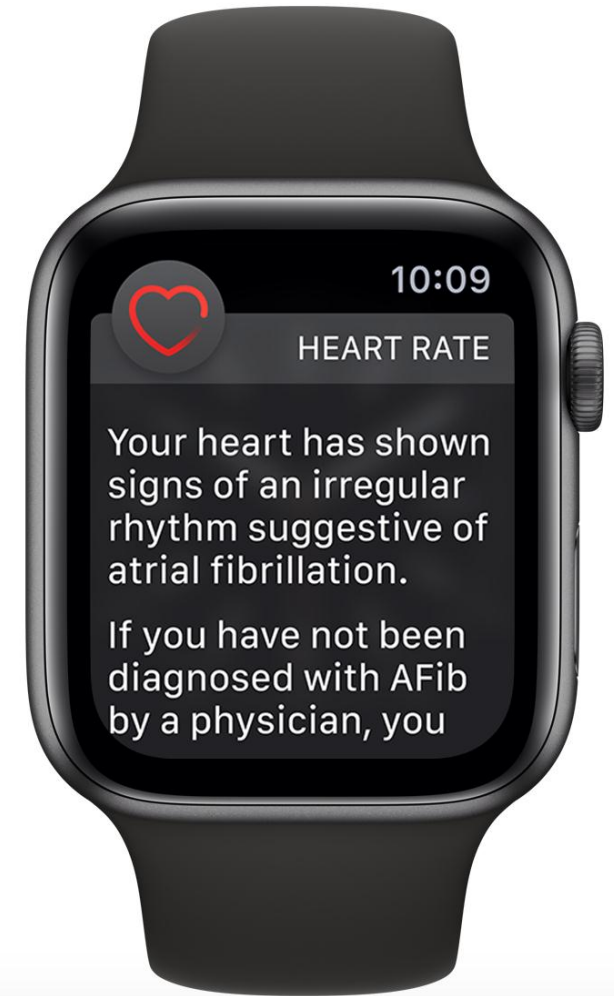 10:09
HEART RATE
Your heart has shown
signs of an irregular
rhythm suggestive of
atrial fibrillation.
If you have not been
diagnosed with AFib
by a physician, you